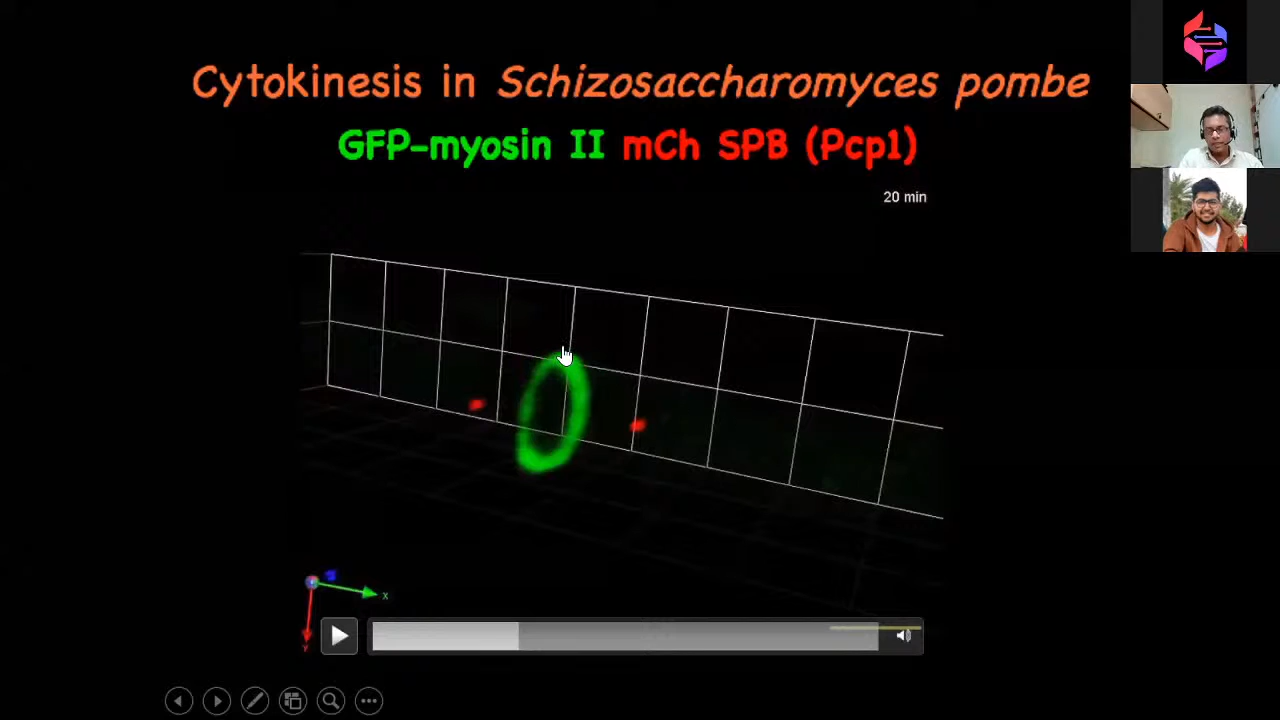 Cytokinesis in Schizosaccharomyces pombe
GFP-myosin II mCh SPB (Pcp1)
20 min
x
Y